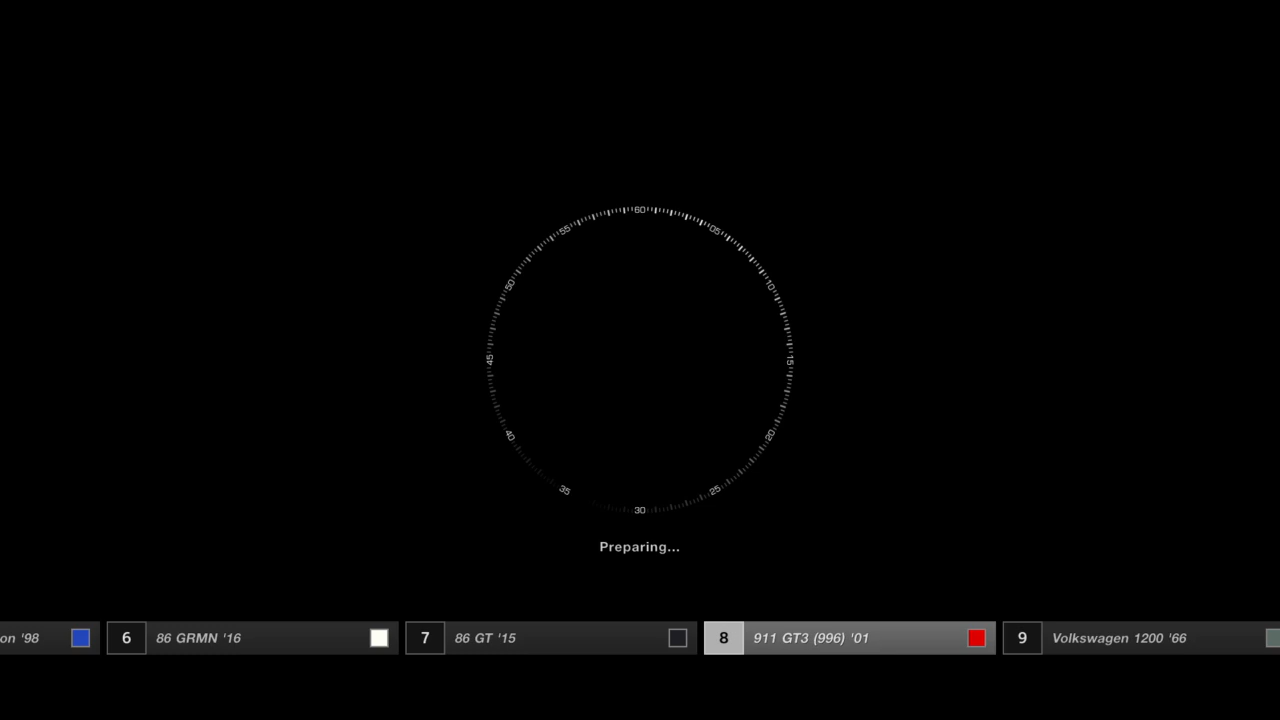 60
05
10
15
20
25
30
35
40
45
50
55
Preparing...
on '98
6 86 GRMN '16
7 86 GT '15
8 911 GT3 (996) '01
9 Volkswagen 1200 '66